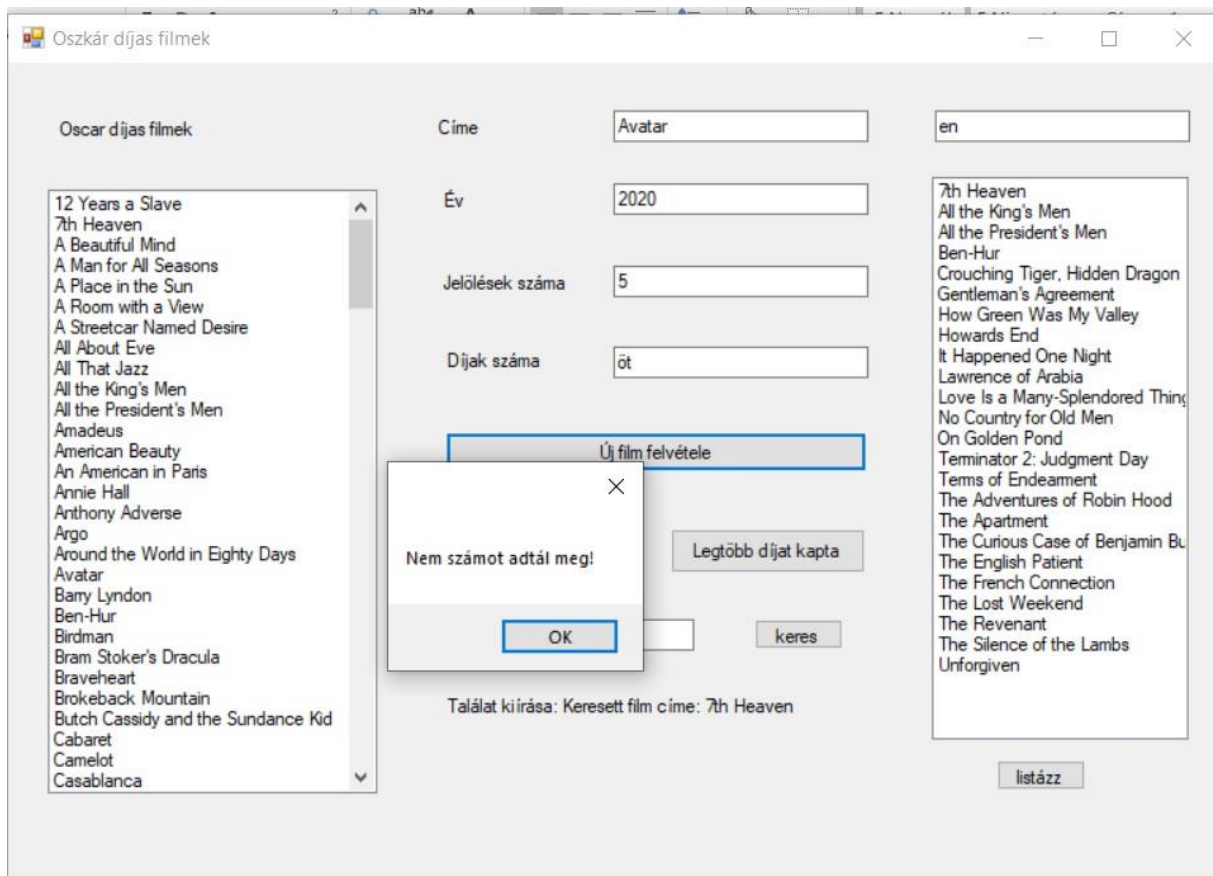 Oszkár díjas filmek
Oscar díjas filmek
12 Years a Slave
7th Heaven
A Beautiful Mind
A Man for All Seasons
A Place in the Sun
A Room with a View
A Streetcar Named Desire
All About Eve
All That Jazz
All the King's Men
All the President's Men
Amadeus
American Beauty
An American in Paris
Annie Hall
Anthony Adverse
Argo
Around the World in Eighty Days
Avatar
Barry Lyndon
Ben-Hur
Birdman
Bram Stoker's Dracula
Braveheart
Brokeback Mountain
Butch Cassidy and the Sundance Kid
Cabaret
Camelot
Casablanca
Címe
Avatar
Év
2020
Jelölések száma
5
Díjak száma
öt
Új film felvétele
Nem számot adtál meg!
OK
Legtöbb díjat kapta
keres
Találat kiírása: Keresett film címe: 7th Heaven
en
7th Heaven
All the King's Men
All the President's Men
Ben-Hur
Crouching Tiger, Hidden Dragon
Gentleman's Agreement
How Green Was My Valley
Howards End
It Happened One Night
Lawrence of Arabia
Love Is a Many-Splendored Thing
No Country for Old Men
On Golden Pond
Terminator 2: Judgment Day
Terms of Endearment
The Adventures of Robin Hood
The Apartment
The Curious Case of Benjamin Bu
The English Patient
The French Connection
The Lost Weekend
The Revenant
The Silence of the Lambs
Unforgiven
listázz